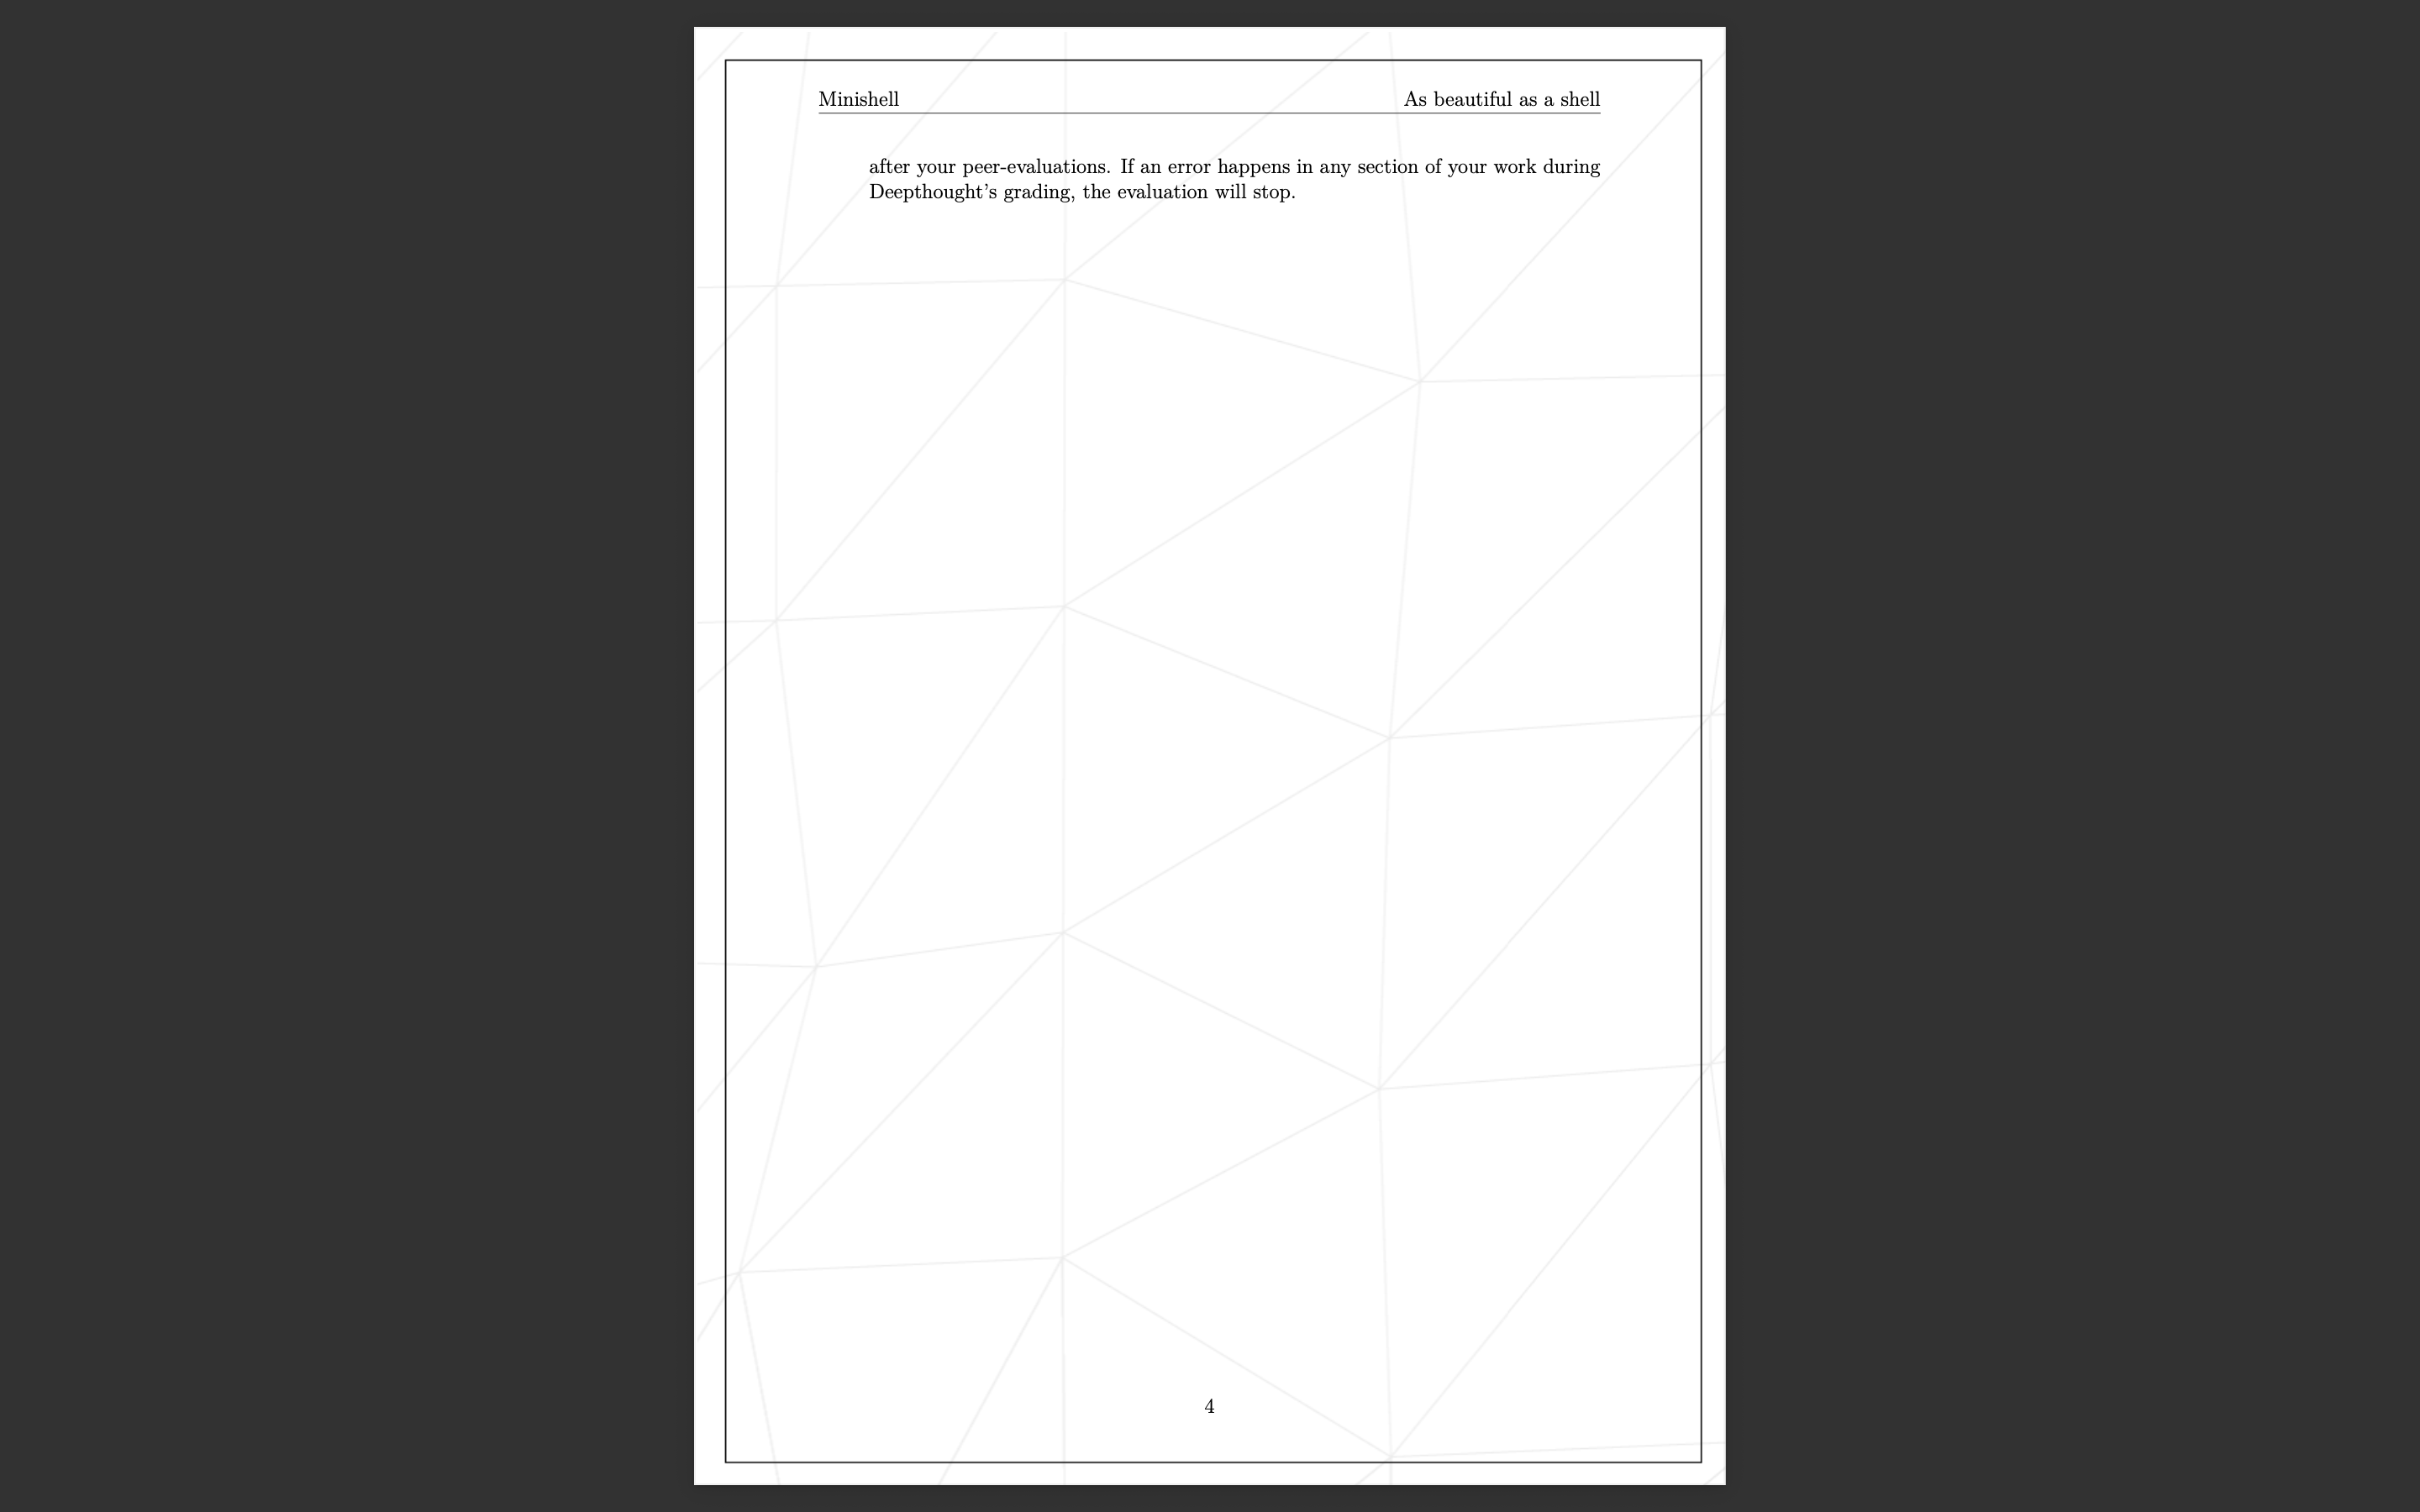 Minishell
As beautiful as a shell
after your peer-evaluations. If an error happens in any section of your work during
Deepthought’s grading, the evaluation will stop.
4